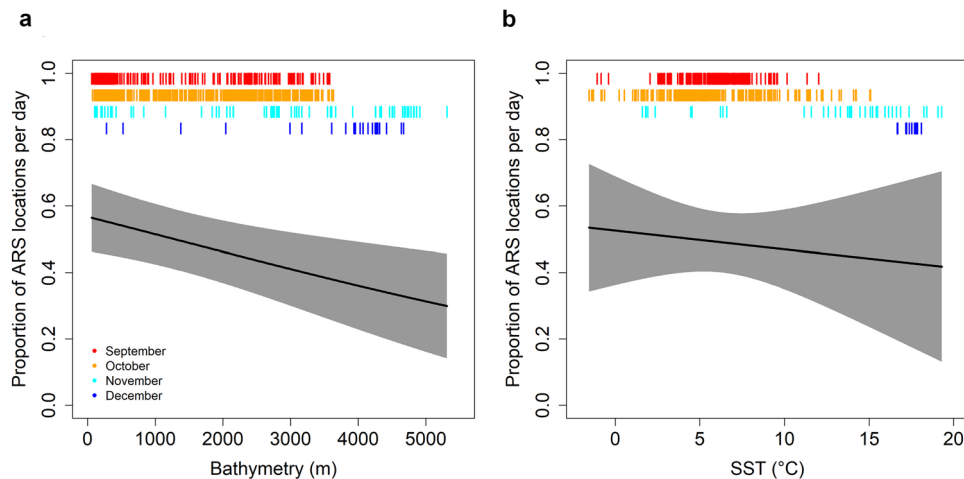 a
Proportion of ARS locations per day
0.0 0.2 0.4 0.6 0.8 1.0
September
October
November
December
0 1000 2000 3000 4000 5000
Bathymetry (m)
b
Proportion of ARS locations per day
0.0 0.2 0.4 0.6 0.8 1.0
0 5 10 15 20
SST (°C)